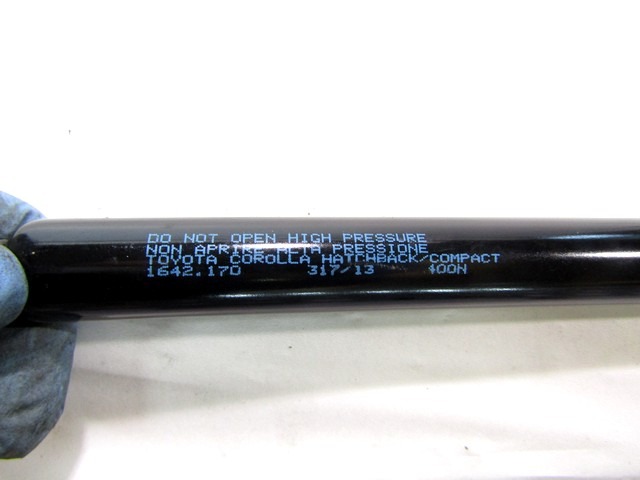 DO NOT OPEN HIGH PRESSURE
NON APRIRE ALTA PRESSIONE
TOYOTA COROLLA HATCHBACK/COMPACT
1642.170 317/13 400N